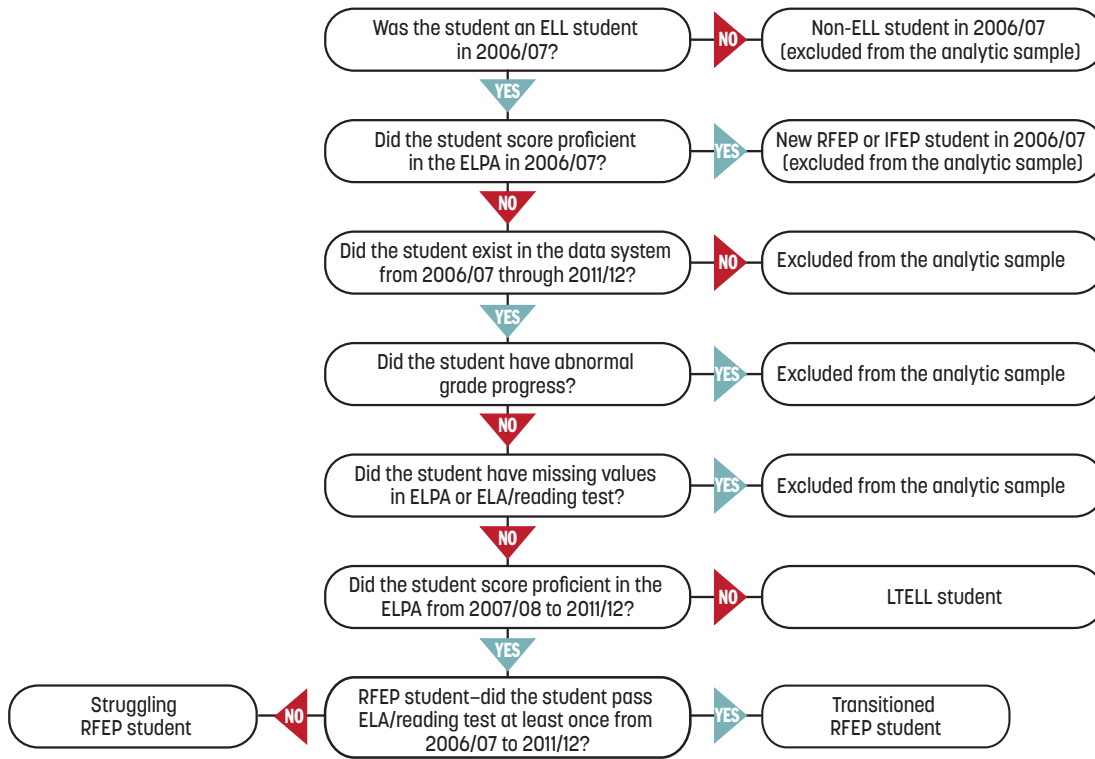 Was the student an ELL student
in 2006/07?
NO
Non-ELL student in 2006/07
(excluded from the analytic sample)
YES
Did the student score proficient
in the ELPA in 2006/07?
YES
New RFEP or IFEP student in 2006/07
(excluded from the analytic sample)
NO
Did the student exist in the data system
from 2006/07 through 2011/12?
NO
Excluded from the analytic sample
YES
Did the student have abnormal
grade progress?
YES
Excluded from the analytic sample
NO
Did the student have missing values
in ELPA or ELA/reading test?
YES
Excluded from the analytic sample
NO
Did the student score proficient in the
ELPA from 2007/08 to 2011/12?
NO
LTELL student
YES
Struggling
RFEP student
NO
RFEP student–did the student pass
ELA/reading test at least once from
2006/07 to 2011/12?
YES
Transitioned
RFEP student